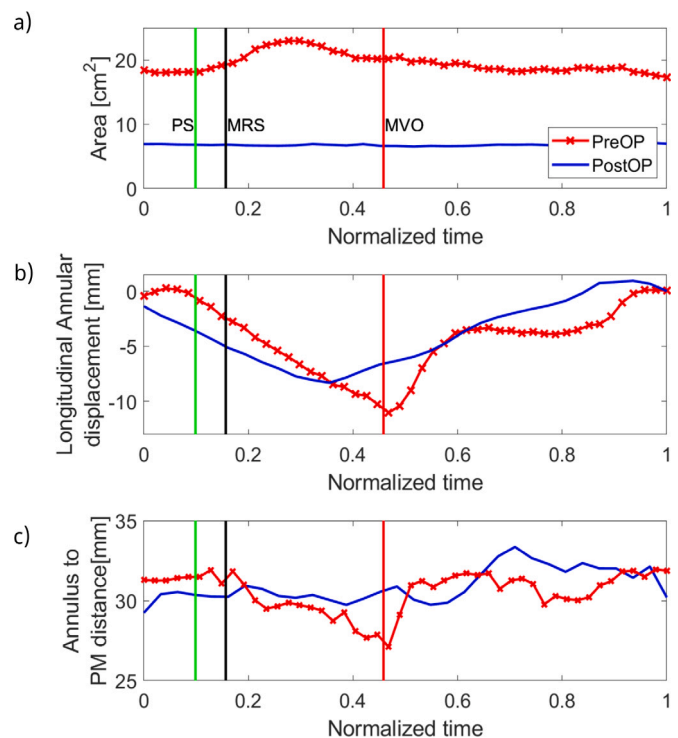 a)
Area [cm2]
20
10
0
PS
MRS
MVO
PreOP
PostOP
0 0.2 0.4 0.6 0.8 1
Normalized time
b)
Longitudinal Annular
displacement [mm]
0
-5
-10
0 0.2 0.4 0.6 0.8 1
Normalized time
c)
Annulus to
PM distance[mm]
35
30
25
0 0.2 0.4 0.6 0.8 1
Normalized time